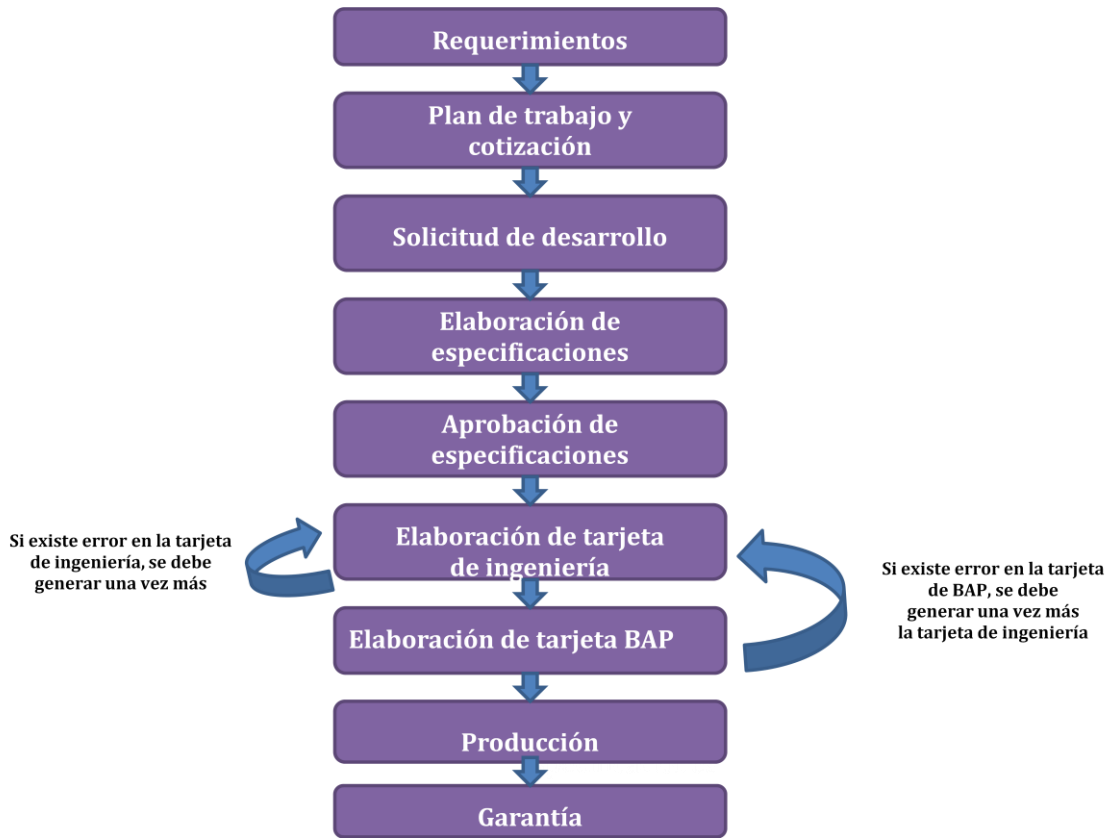 Requerimientos
Plan de trabajo y
cotización
Solicitud de desarrollo
Elaboración de
especificaciones
Aprobación de
especificaciones
Elaboración de tarjeta
de ingeniería
Si existe error en la tarjeta
de ingeniería, se debe
generar una vez más
Si existe error en la tarjeta
de BAP, se debe
generar una vez más
la tarjeta de ingeniería
Elaboración de tarjeta BAP
Producción
Garantía